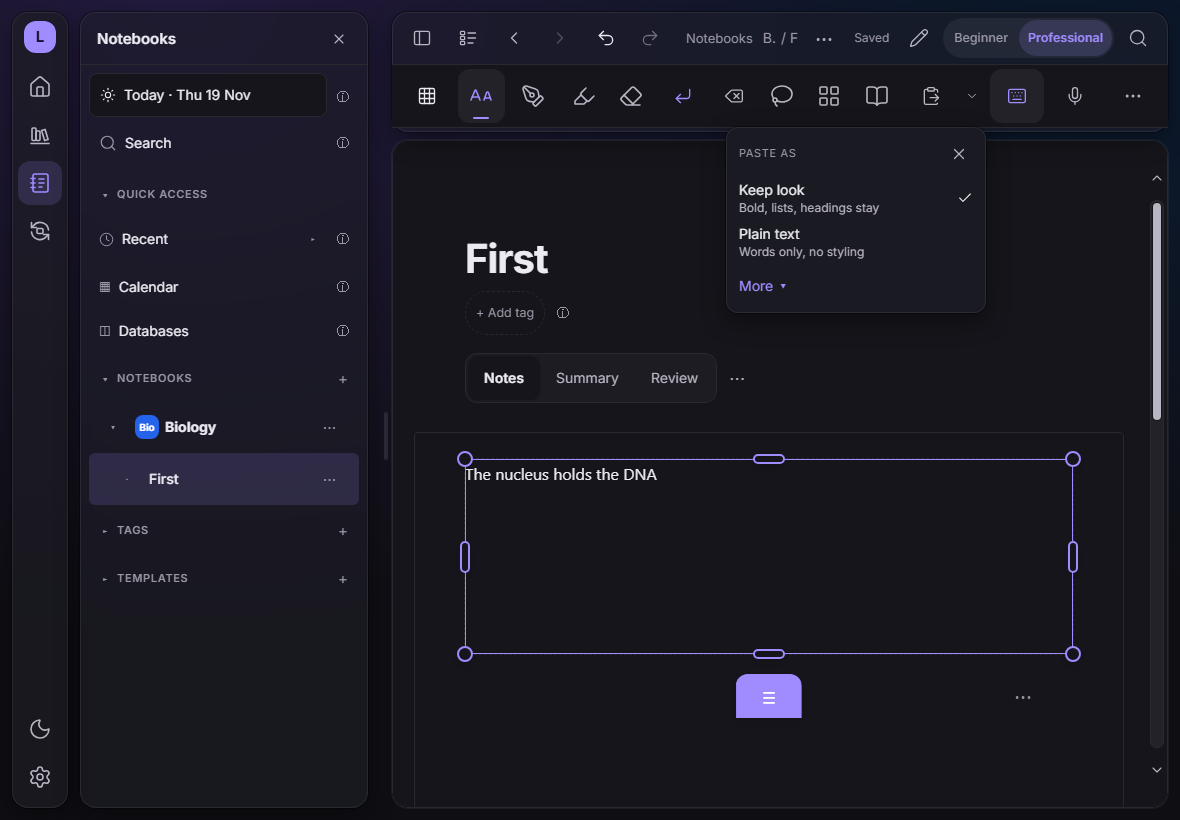 L
Notebooks
Today · Thu 19 Nov
Search
QUICK ACCESS
Recent
Calendar
Databases
NOTEBOOKS
Bio Biology
First
TAGS
TEMPLATES
Notebooks B. / F
Saved
Beginner
Professional
AA
PASTE AS
Keep look
Bold, lists, headings stay
Plain text
Words only, no styling
More
First
+ Add tag
Notes
Summary
Review
The nucleus holds the DNA